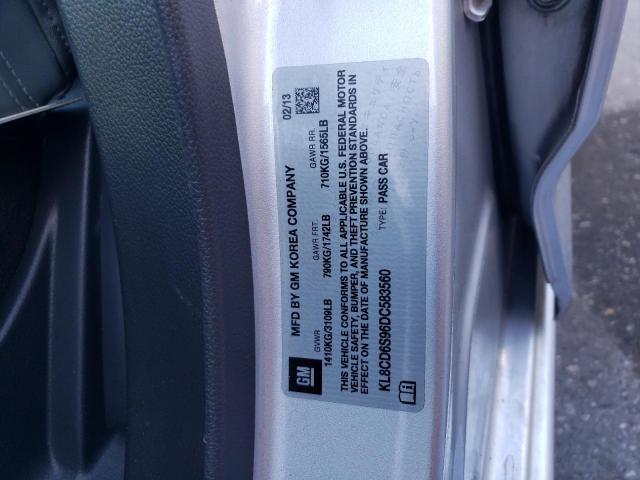 GM
MFD BY GM KOREA COMPANY 02/13
GVWR GAWR FRT. GAWR RR.
1410KG/3109LB 790KG/1742LB 710KG/1565LB
THIS VEHICLE CONFORMS TO ALL APPLICABLE U.S. FEDERAL MOTOR
VEHICLE SAFETY, BUMPER, AND THEFT PREVENTION STANDARDS IN
EFFECT ON THE DATE OF MANUFACTURE SHOWN ABOVE.
KL8CD6S96DC583560 TYPE: PASS CAR